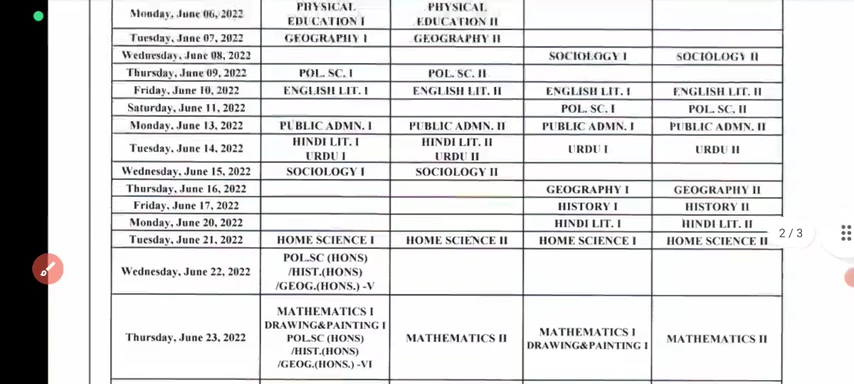 Monday, June 06, 2022 PHYSICAL EDUCATION I PHYSICAL EDUCATION II
Tuesday, June 07, 2022 GEOGRAPHY I GEOGRAPHY II
Wednesday, June 08, 2022 SOCIOLOGY I SOCIOLOGY II
Thursday, June 09, 2022 POL. SC. I POL. SC. II
Friday, June 10, 2022 ENGLISH LIT. I ENGLISH LIT. II ENGLISH LIT. I ENGLISH LIT. II
Saturday, June 11, 2022 POL. SC. I POL. SC. II
Monday, June 13, 2022 PUBLIC ADMN. I PUBLIC ADMN. II PUBLIC ADMN. I PUBLIC ADMN. II
Tuesday, June 14, 2022 HINDI LIT. I URDU I HINDI LIT. II URDU II URDU I URDU II
Wednesday, June 15, 2022 SOCIOLOGY I SOCIOLOGY II
Thursday, June 16, 2022 GEOGRAPHY I GEOGRAPHY II
Friday, June 17, 2022 HISTORY I HISTORY II
Monday, June 20, 2022 HINDI LIT. I HINDI LIT. II
Tuesday, June 21, 2022 HOME SCIENCE I HOME SCIENCE II HOME SCIENCE I HOME SCIENCE II
2/3
Wednesday, June 22, 2022 POL.SC (HONS) /HIST.(HONS) /GEOG.(HONS.) -V
Thursday, June 23, 2022 MATHEMATICS I DRAWING&PAINTING I POL.SC (HONS) /HIST.(HONS) /GEOG.(HONS.) -VI MATHEMATICS II MATHEMATICS I DRAWING&PAINTING I MATHEMATICS II